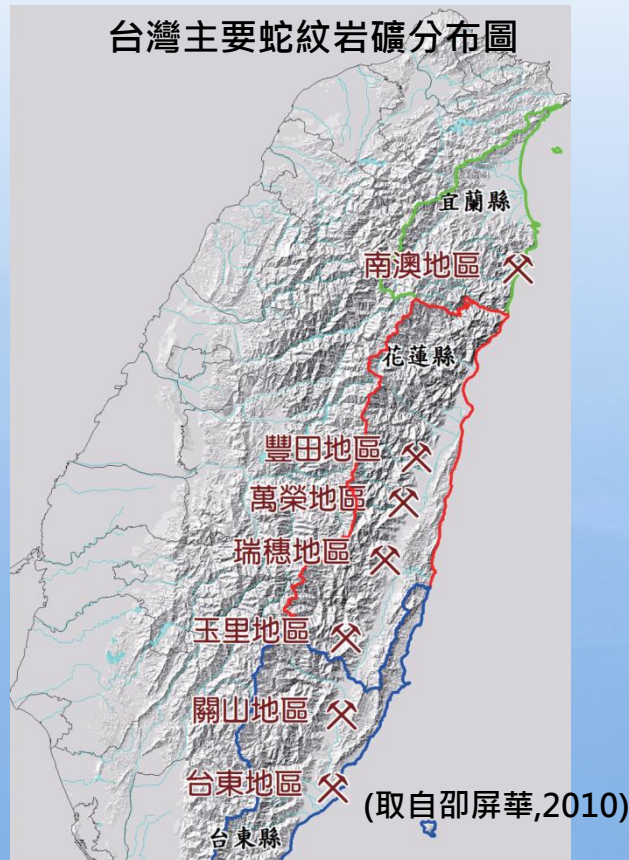 台灣主要蛇紋岩礦分布圖
宜蘭縣
南澳地區
花蓮縣
豐田地區
萬榮地區
瑞穗地區
玉里地區
關山地區
台東地區
(取自邵屏華,2010)
台東縣